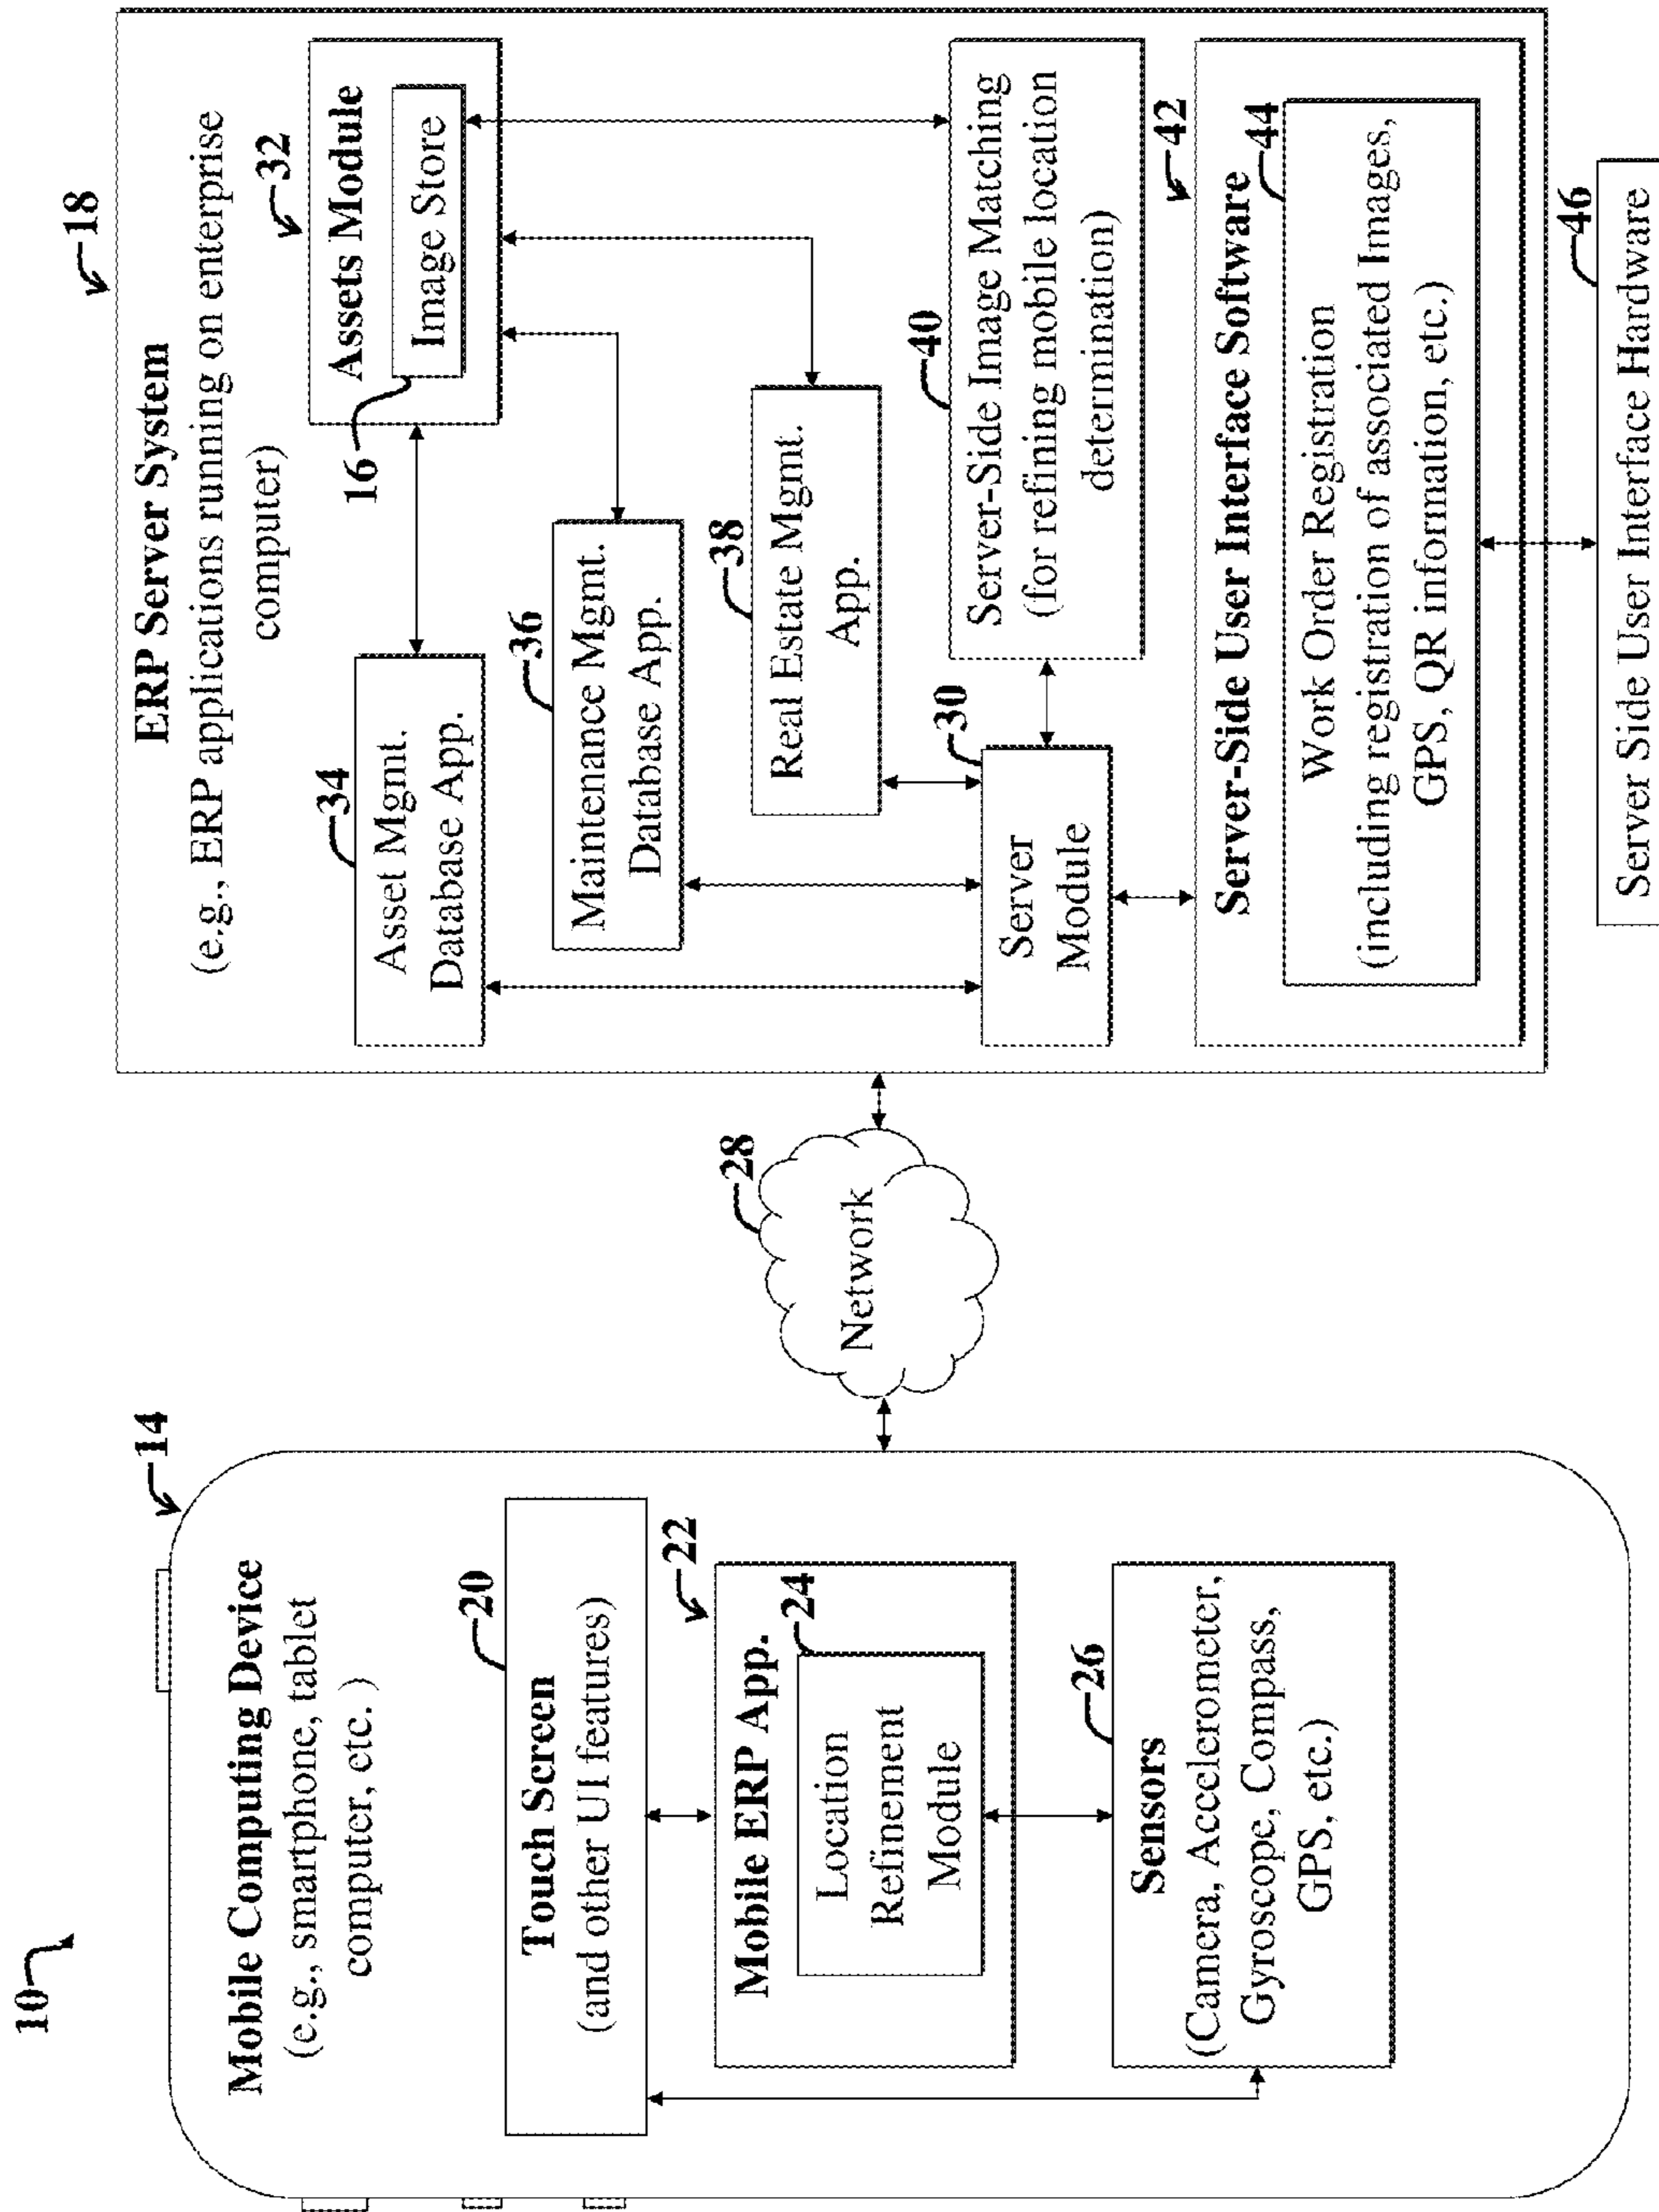 10
14
Mobile Computing Device
(e.g., smartphone, tablet
computer, etc. )
20
Touch Screen
(and other UI features)
22
Mobile ERP App.
24
Location
Refinement
Module
26
Sensors
(Camera, Accelerometer,
Gyroscope, Compass,
GPS, etc.)
28
Network
18
ERP Server System
(e.g., ERP applications running on enterprise
computer)
34
Asset Mgmt.
Database App.
32
Assets Module
16
Image Store
36
Maintenance Mgmt.
Database App.
38
Real Estate Mgmt.
App.
30
Server
Module
40
Server-Side Image Matching
(for refining mobile location
determination)
42
Server-Side User Interface Software
44
Work Order Registration
(including registration of associated Images,
GPS, QR information, etc.)
46
Server Side User Interface Hardware